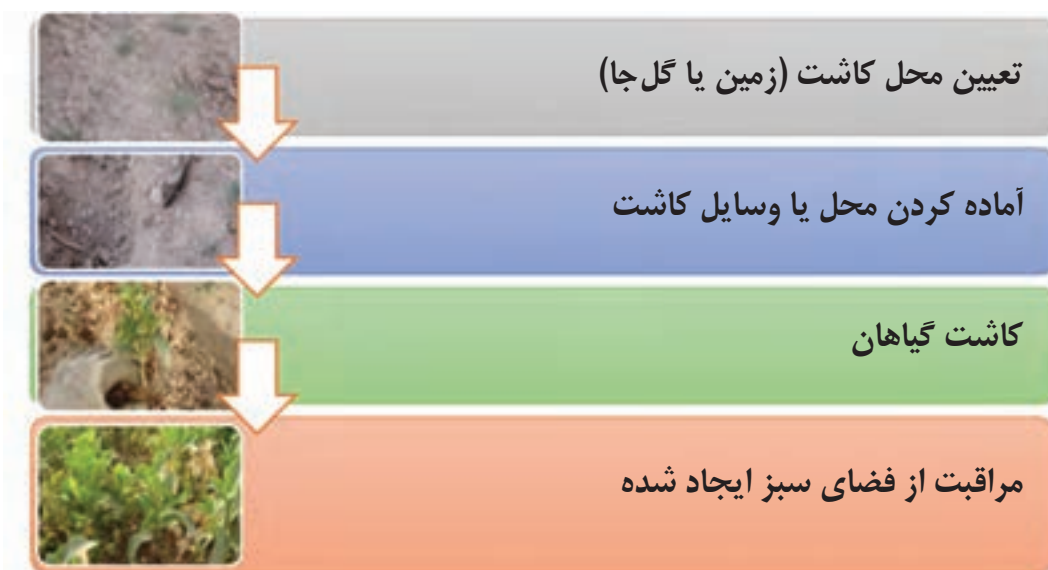 تعیین محل کاشت (زمین یا گل‌جا)
آماده کردن محل یا وسایل کاشت
کاشت گیاهان
مراقبت از فضای سبز ایجاد شده